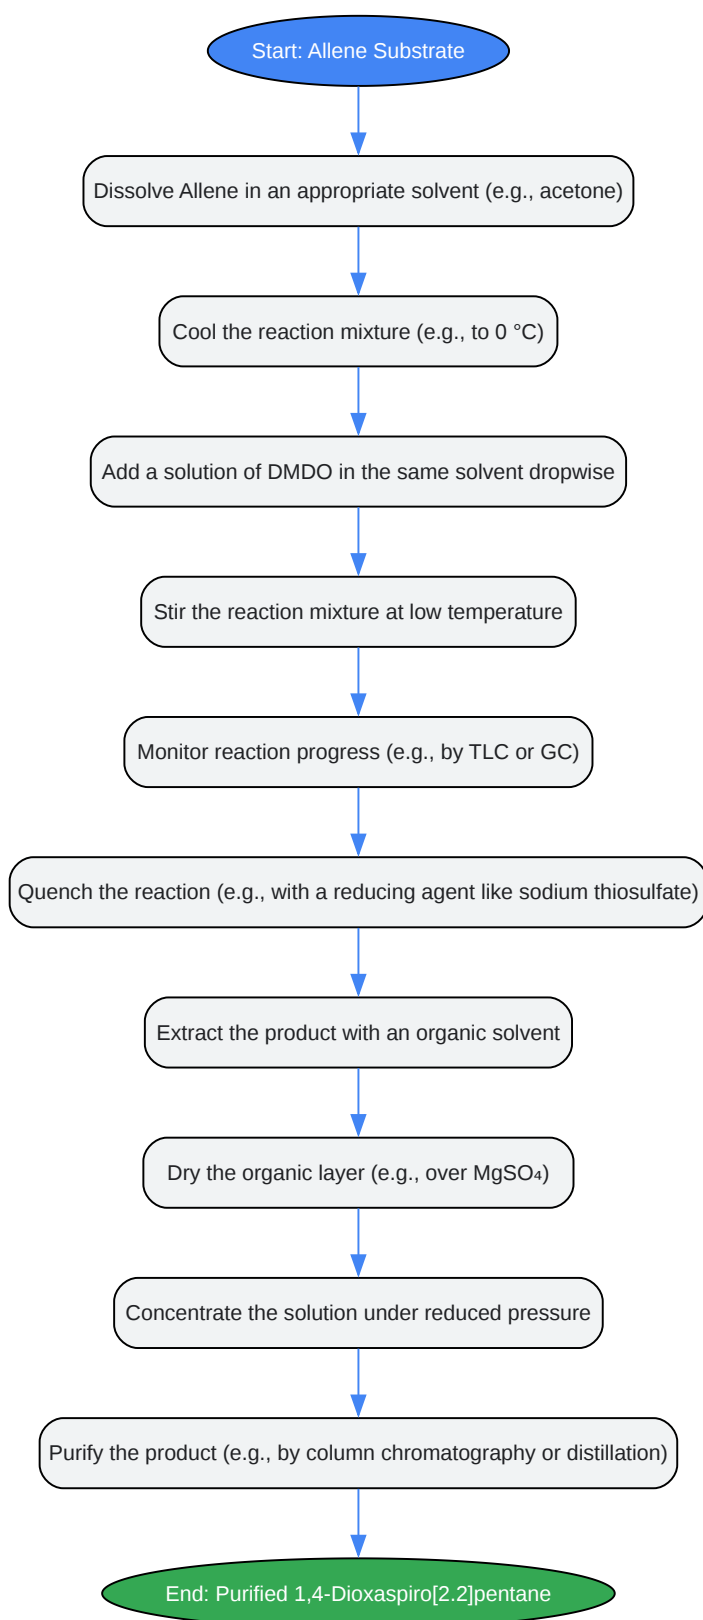 Start: Allene Substrate
Dissolve Allene in an appropriate solvent (e.g., acetone)
Cool the reaction mixture (e.g., to 0 °C)
Add a solution of DMDO in the same solvent dropwise
Stir the reaction mixture at low temperature
Monitor reaction progress (e.g., by TLC or GC)
Quench the reaction (e.g., with a reducing agent like sodium thiosulfate)
Extract the product with an organic solvent
Dry the organic layer (e.g., over MgSO₄)
Concentrate the solution under reduced pressure
Purify the product (e.g., by column chromatography or distillation)
End: Purified 1,4-Dioxaspiro[2.2]pentane